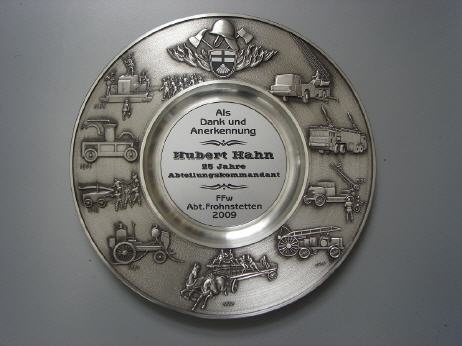 Als
Dank und
Anerkennung
Hubert Hahn
25 Jahre
Abteilungskommandant
FFw
Abt.Frohnstetten
2009